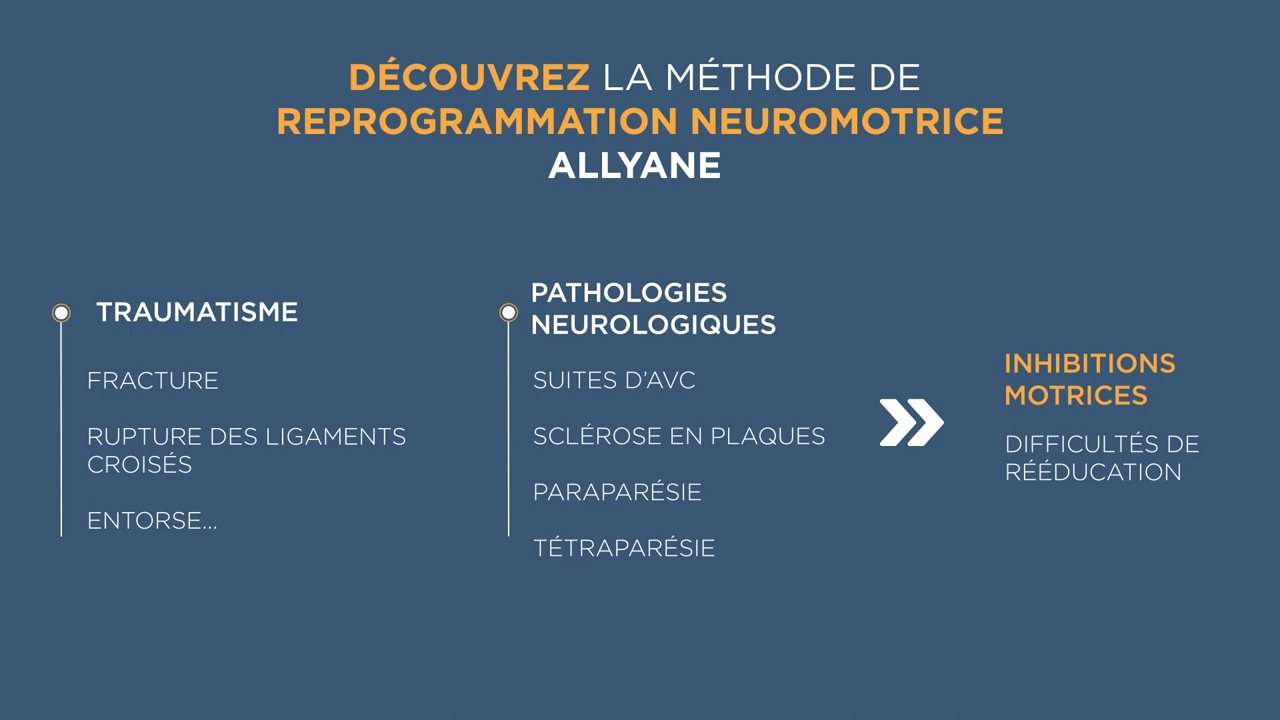 DÉCOUVREZ LA MÉTHODE DE
REPROGRAMMATION NEUROMOTRICE
ALLYANE
TRAUMATISME
FRACTURE
RUPTURE DES LIGAMENTS
CROISÉS
ENTORSE...
PATHOLOGIES
NEUROLOGIQUES
SUITES D'AVC
SCLÉROSE EN PLAQUES
PARAPARÉSIE
TÉTRAPARÉSIE
INHIBITIONS
MOTRICES
DIFFICULTÉS DE
RÉÉDUCATION